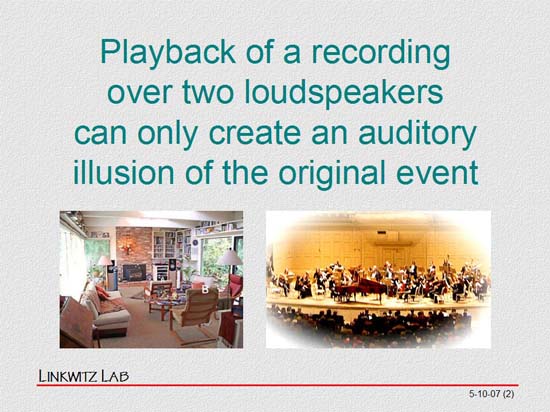 Playback of a recording
over two loudspeakers
can only create an auditory
illusion of the original event
B
LINKWITZ LAB
5-10-07 (2)